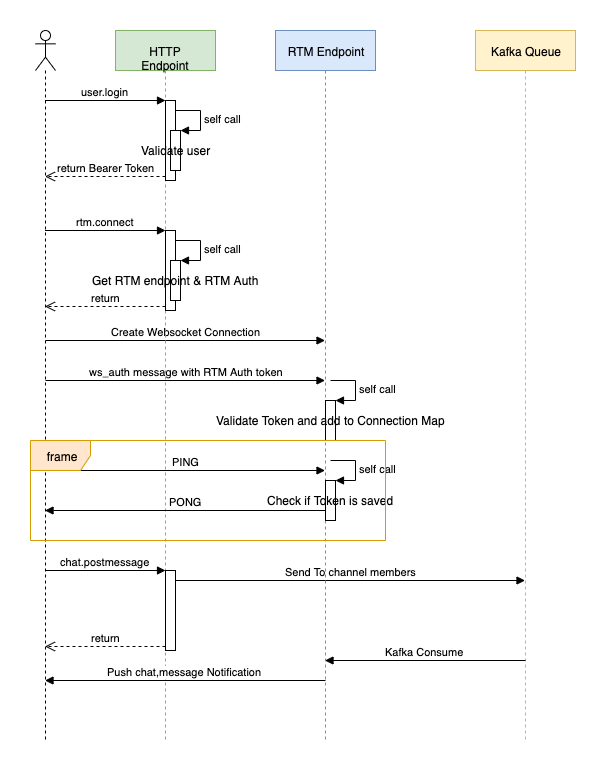 HTTP
Endpoint
RTM Endpoint
Kafka Queue
user.login
self call
Validate user
return Bearer Token
rtm.connect
self call
Get RTM endpoint & RTM Auth
return
Create Websocket Connection
ws_auth message with RTM Auth token
self call
Validate Token and add to Connection Map
frame
PING
self call
Check if Token is saved
PONG
chat.postmessage
Send To channel members
return
Kafka Consume
Push chat,message Notification